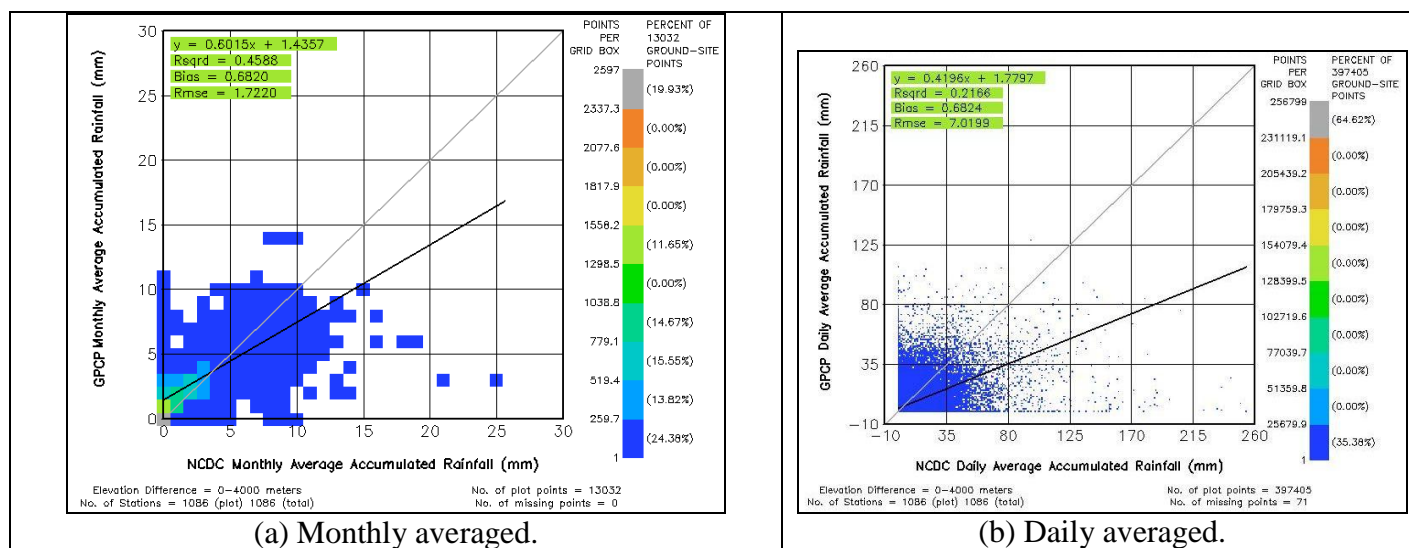 y = 0.6015x + 1.4357
Rsqrd = 0.4588
Bias = 0.6820
Rmse = 1.7220
GPCP Monthly Average Accumulated Rainfall (mm)
30
25
20
15
10
5
0
0 5 10 15 20 25 30
NCDC Monthly Average Accumulated Rainfall (mm)
Elevation Difference = 0-4000 meters
No. of Stations = 1086 (plot) 1086 (total)
No. of plot points = 13032
No. of missing points = 0
POINTS
PER
GRID BOX
PERCENT OF
13032
GROUND-SITE
POINTS
2597
(19.93%)
2337.3
(0.00%)
2077.6
(0.00%)
1817.9
(0.00%)
1558.2
(11.65%)
1298.5
(0.00%)
1038.8
(14.67%)
779.1
(15.55%)
519.4
(13.82%)
259.7
(24.38%)
1
(a) Monthly averaged.
y = 0.4196x + 1.7797
Rsqrd = 0.2166
Bias = 0.6824
Rmse = 7.0199
GPCP Daily Average Accumulated Rainfall (mm)
260
215
170
125
80
35
-10
-10 35 80 125 170 215 260
NCDC Daily Average Accumulated Rainfall (mm)
Elevation Difference = 0-4000 meters
No. of Stations = 1086 (plot) 1086 (total)
No. of plot points = 397405
No. of missing points = 71
POINTS
PER
GRID BOX
PERCENT OF
397405
GROUND-SITE
POINTS
256799
(64.62%)
231119.1
(0.00%)
205439.2
(0.00%)
179759.3
(0.00%)
154079.4
(0.00%)
128399.5
(0.00%)
102719.6
(0.00%)
77039.7
(0.00%)
51359.8
(0.00%)
25679.9
(35.38%)
1
(b) Daily averaged.